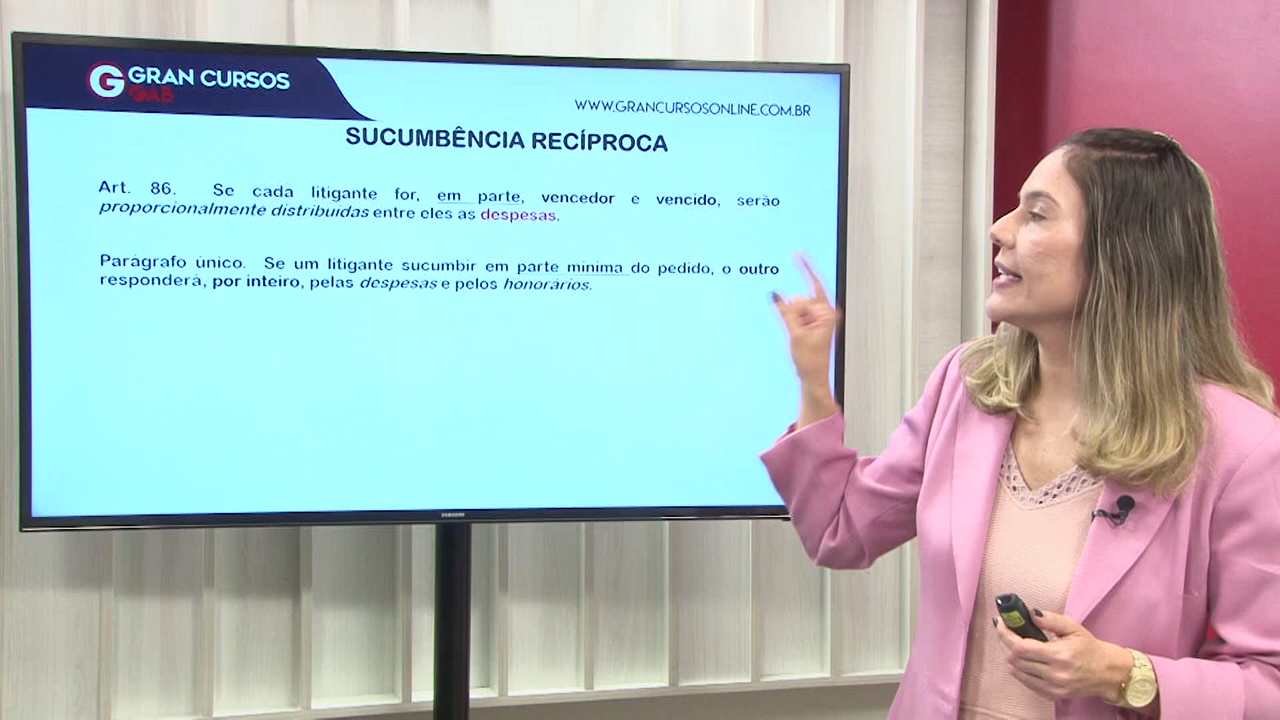 GRAN CURSOS
OAB
WWW.GRANCURSOSONLINE.COM.BR
SUCUMBÊNCIA RECÍPROCA
Art. 86. Se cada litigante for, em parte, vencedor e vencido, serão
proporcionalmente distribuídas entre eles as despesas.
Parágrafo único. Se um litigante sucumbir em parte mínima do pedido, o outro
responderá, por inteiro, pelas despesas e pelos honorários.
SAMSUNG